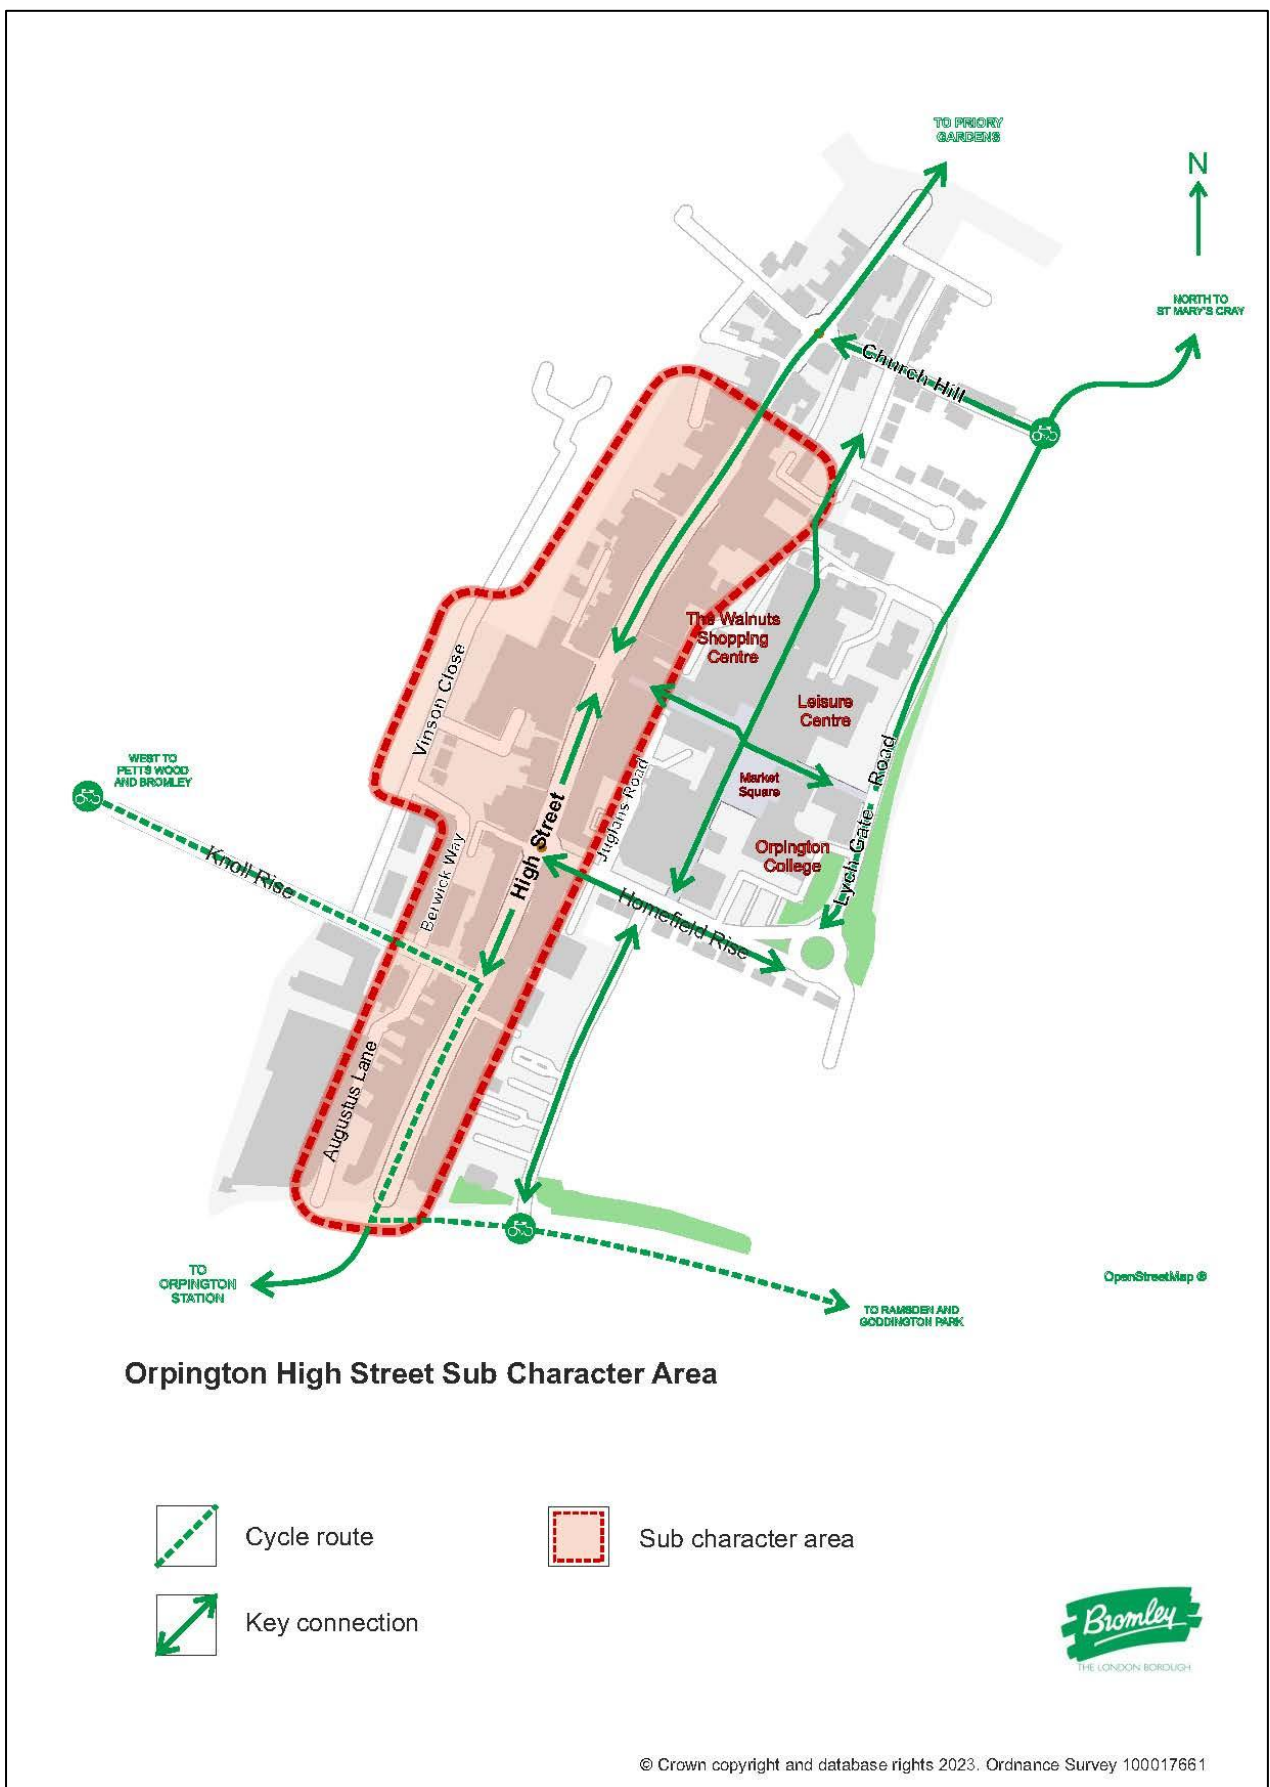 TO PRIORY
GARDENS
N
NORTH TO
ST MARY'S CRAY
Church Hill
The Walnuts
Shopping
Centre
Leisure
Centre
Vinson Close
WEST TO
PETTS WOOD
AND BROMLEY
Market
Square
Juglans Road
Lych Gate Road
High Street
Orpington
College
Knoll Rise
Berwick Way
Homefield Rise
Augustus Lane
TO
ORPINGTON
STATION
OpenStreetMap ®
TO RAMSDEN AND
GODDINGTON PARK
Orpington High Street Sub Character Area
Cycle route
Sub character area
Key connection
Bromley
THE LONDON BOROUGH
© Crown copyright and database rights 2023. Ordnance Survey 100017661